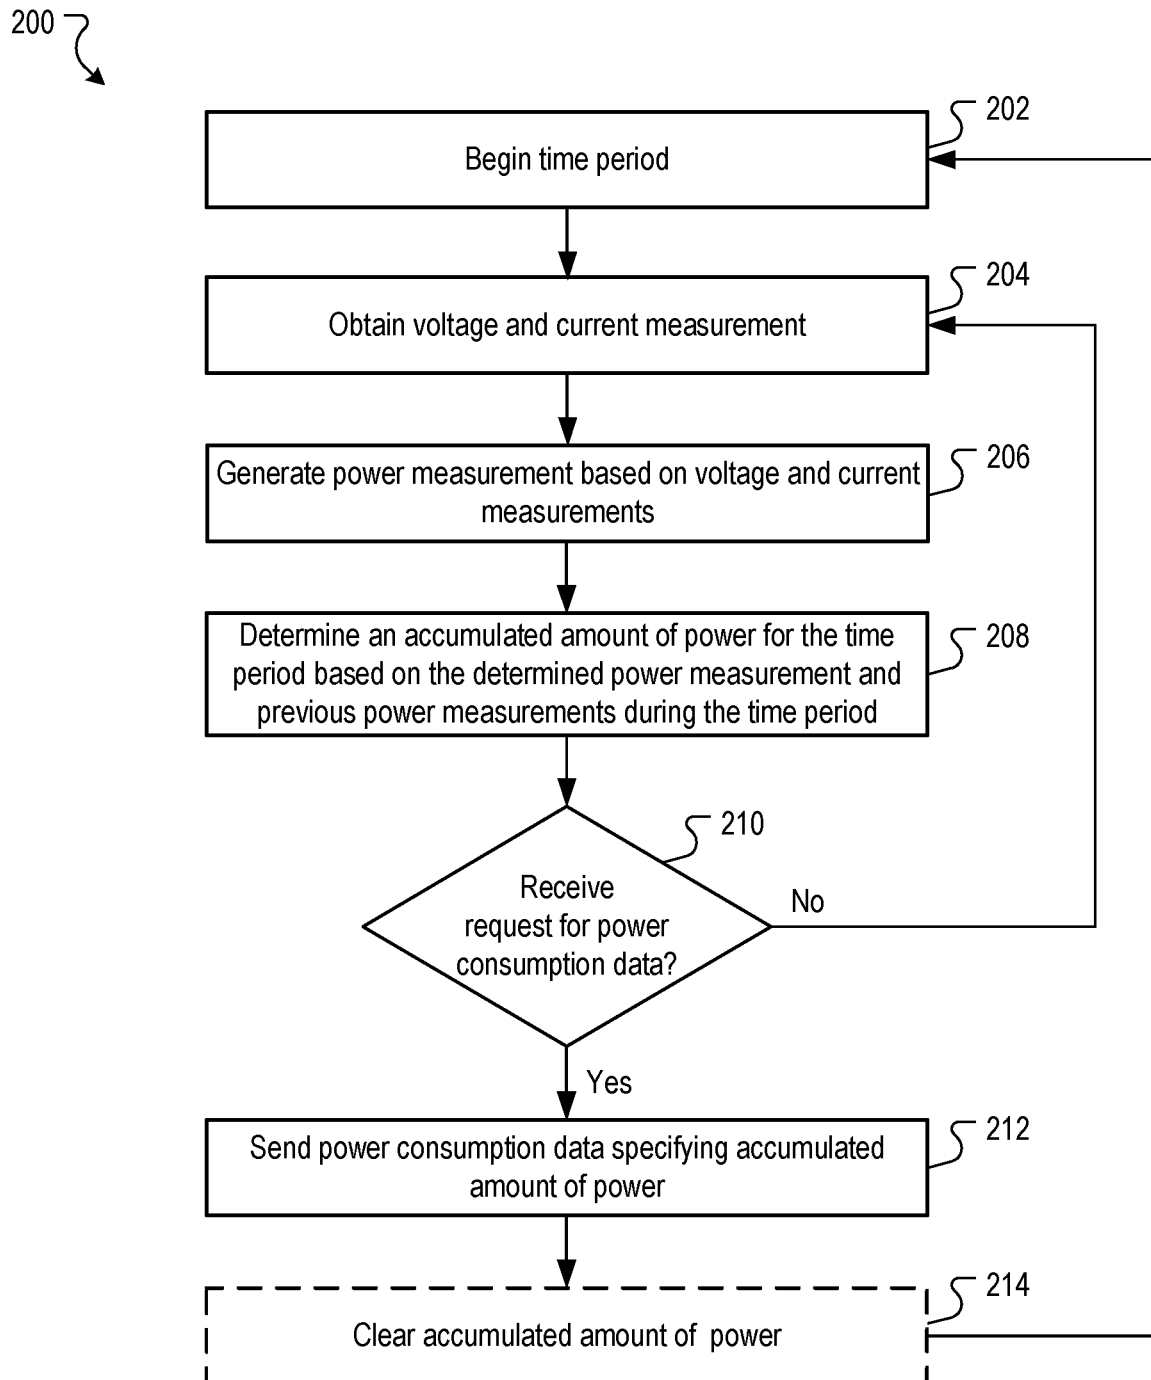 200
202
Begin time period
204
Obtain voltage and current measurement
206
Generate power measurement based on voltage and current
measurements
208
Determine an accumulated amount of power for the time
period based on the determined power measurement and
previous power measurements during the time period
210
Receive
request for power
consumption data?
No
Yes
212
Send power consumption data specifying accumulated
amount of power
214
Clear accumulated amount of power